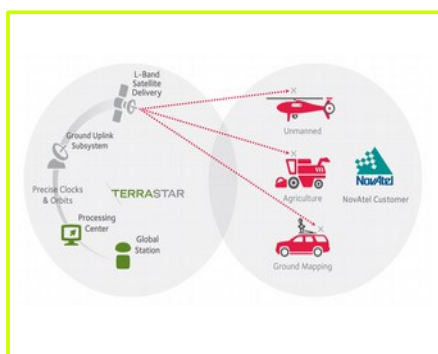 L-Band
Satellite
Delivery
Ground Uplink
Subsystem
Precise Clocks
& Orbits
TERRASTAR
Processing
Center
Global
Station
Unmanned
Agriculture
NovAtel
NovAtel Customer
Ground Mapping